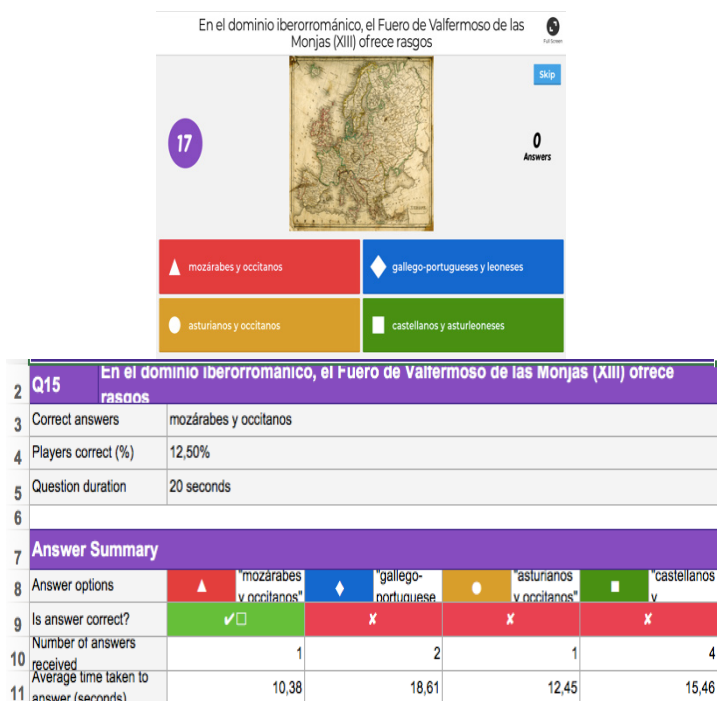 En el dominio iberorrománico, el Fuero de Valfermoso de las
Monjas (XIII) ofrece rasgos
Full Screen
Skip
17
0
Answers
mozárabes y occitanos
gallego-portugueses y leoneses
asturianos y occitanos
castellanos y asturleoneses
2 Q15 En el dominio iberorrománico, el Fuero de Valfermoso de las Monjas (XIII) ofrece
rasgos
3 Correct answers mozárabes y occitanos
4 Players correct (%) 12,50%
5 Question duration 20 seconds
6
7 Answer Summary
8 Answer options "mozárabes y occitanos" "gallego-portuguese "asturianos y occitanos" "castellanos y
9 Is answer correct? ✔□ ✘ ✘ ✘
10 Number of answers received 1 2 1 4
11 Average time taken to answer (seconds) 10,38 18,61 12,45 15,46